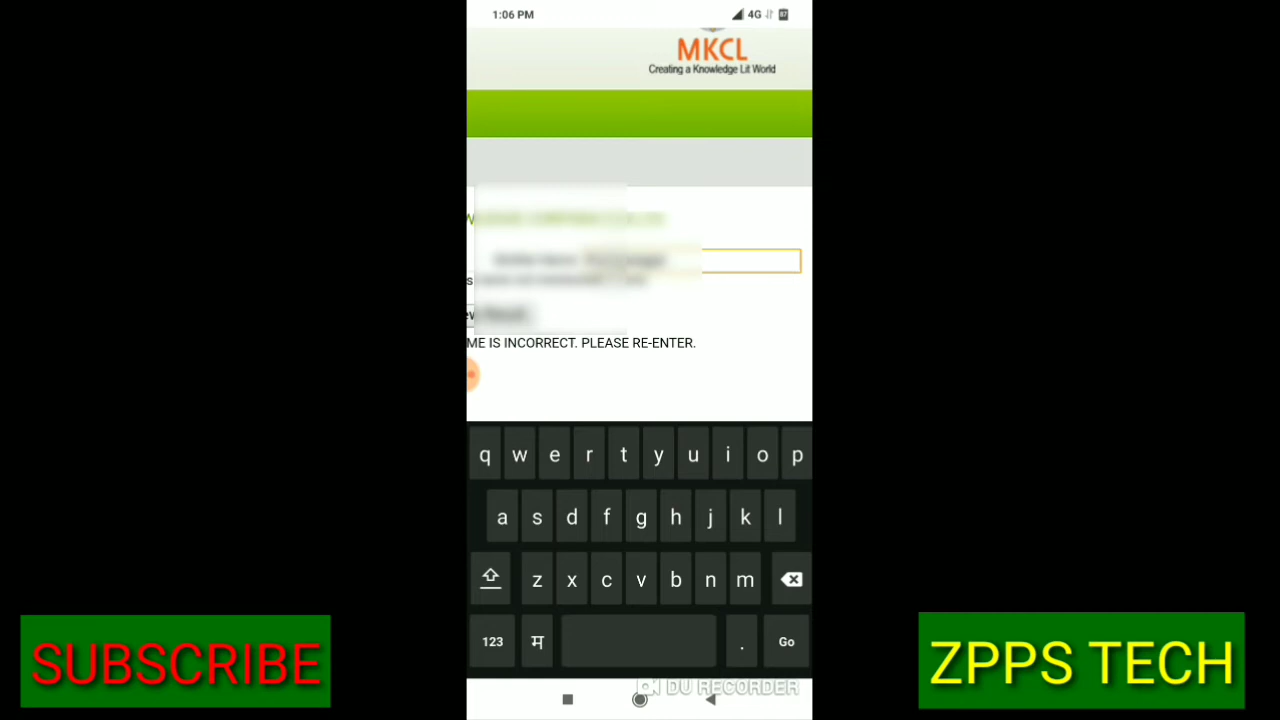 1:06 PM 4G 87
MKCL
Creating a Knowledge Lit World
ME IS INCORRECT. PLEASE RE-ENTER.
q w e r t y u i o p
a s d f g h j k l
z x c v b n m
123 म . Go
SUBSCRIBE
ZPPS TECH
DU RECORDER